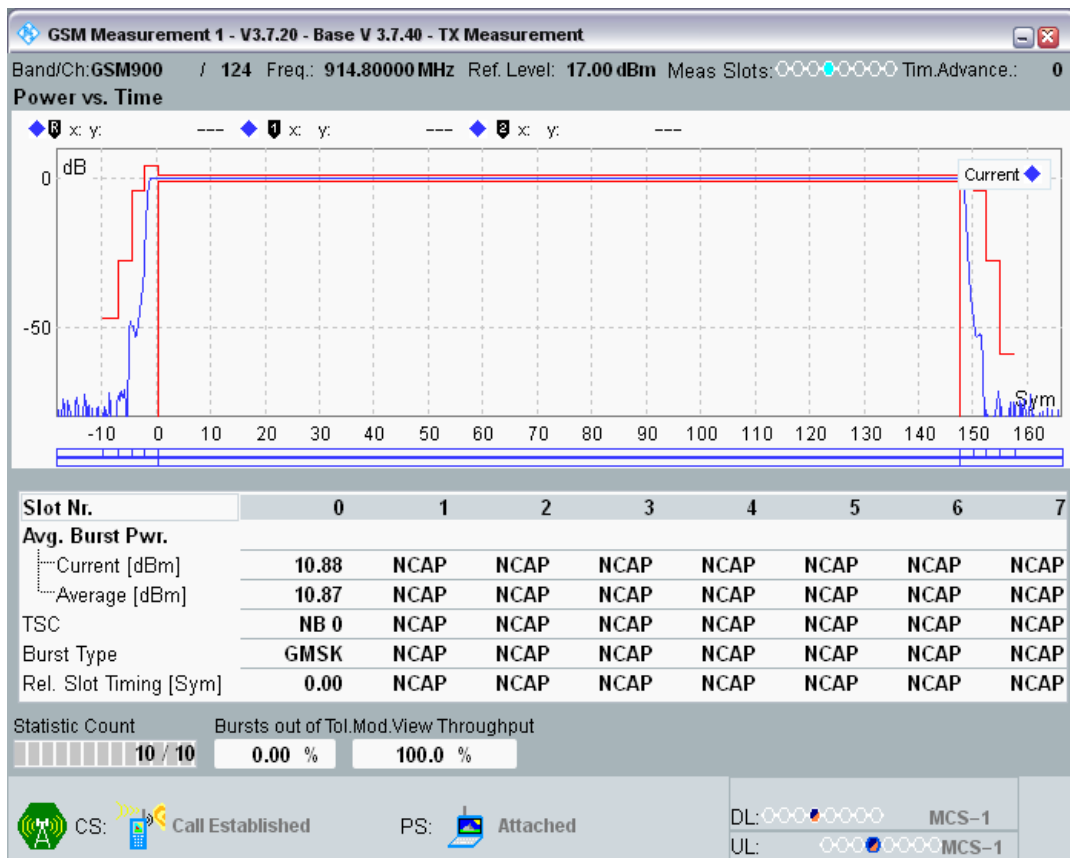 GSM Measurement 1 - V3.7.20 - Base V 3.7.40 - TX Measurement
Band/Ch:GSM900 / 124 Freq.: 914.80000 MHz Ref. Level: 17.00 dBm Meas Slots: Tim.Advance.: 0
Power vs. Time
R x: y: --- 1 x: y: --- 2 x: y: ---
dB
Current
0
-50
Sym
-10 0 10 20 30 40 50 60 70 80 90 100 110 120 130 140 150 160
Slot Nr. 0 1 2 3 4 5 6 7
Avg. Burst Pwr.
Current [dBm] 10.88 NCAP NCAP NCAP NCAP NCAP NCAP NCAP
Average [dBm] 10.87 NCAP NCAP NCAP NCAP NCAP NCAP NCAP
TSC NB 0 NCAP NCAP NCAP NCAP NCAP NCAP NCAP
Burst Type GMSK NCAP NCAP NCAP NCAP NCAP NCAP NCAP
Rel. Slot Timing [Sym] 0.00 NCAP NCAP NCAP NCAP NCAP NCAP NCAP
Statistic Count Bursts out of Tol.Mod.View Throughput
10 / 10 0.00 % 100.0 %
CS: Call Established PS: Attached
DL: MCS-1
UL: MCS-1